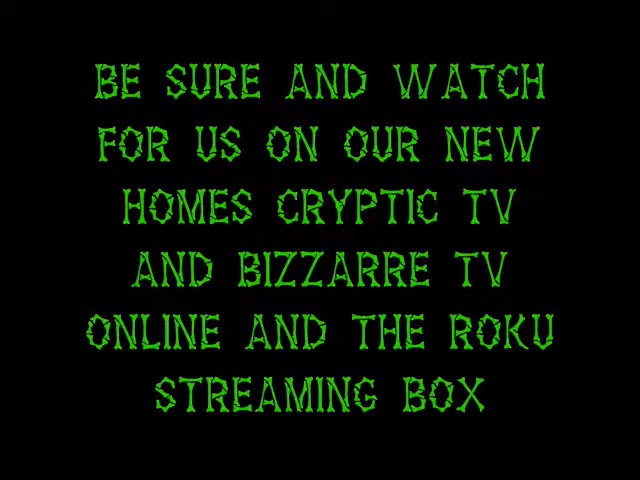 BE SURE AND WATCH
FOR US ON OUR NEW
HOMES CRYPTIC TV
AND BIZZARRE TV
ONLINE AND THE ROKU
STREAMING BOX